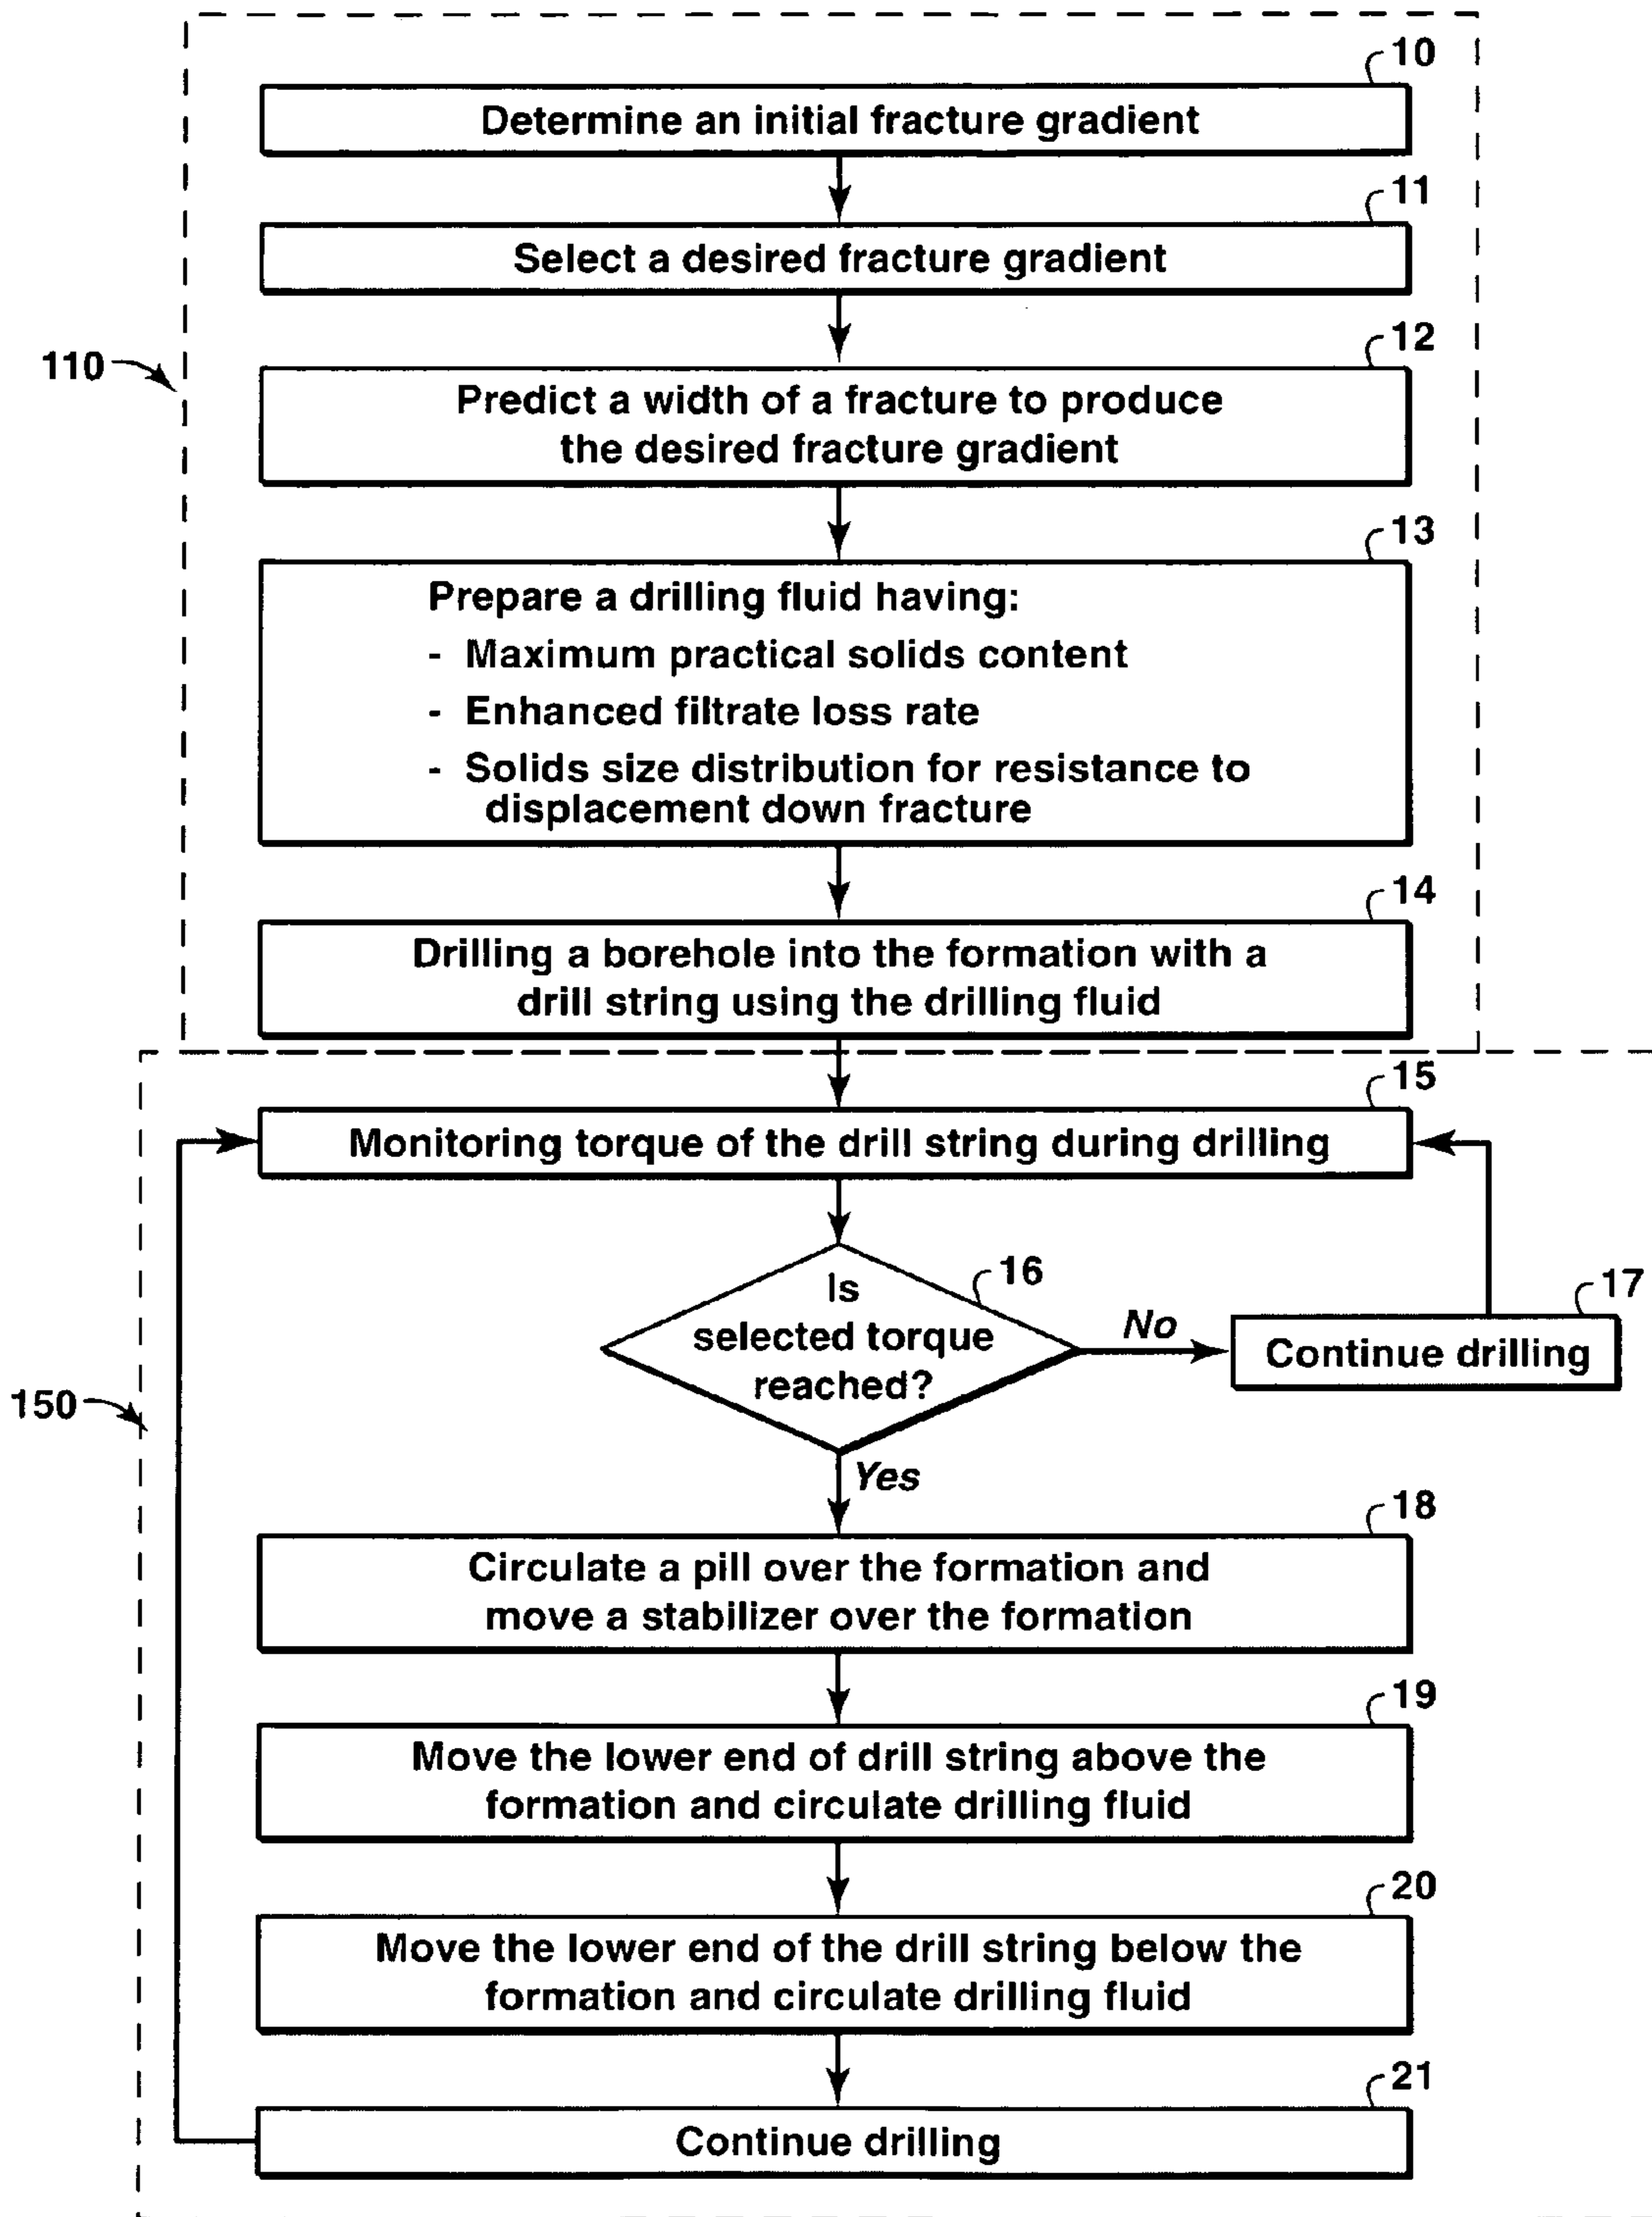 10
Determine an initial fracture gradient
11
Select a desired fracture gradient
110
12
Predict a width of a fracture to produce
the desired fracture gradient
13
Prepare a drilling fluid having:
- Maximum practical solids content
- Enhanced filtrate loss rate
- Solids size distribution for resistance to
displacement down fracture
14
Drilling a borehole into the formation with a
drill string using the drilling fluid
15
Monitoring torque of the drill string during drilling
16
Is
selected torque
reached?
No
17
Continue drilling
150
Yes
18
Circulate a pill over the formation and
move a stabilizer over the formation
19
Move the lower end of drill string above the
formation and circulate drilling fluid
20
Move the lower end of the drill string below the
formation and circulate drilling fluid
21
Continue drilling